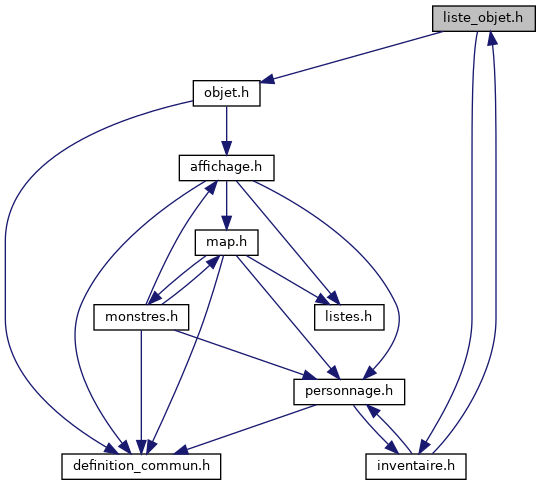 liste_objet.h
objet.h
affichage.h
map.h
monstres.h
listes.h
personnage.h
definition_commun.h
inventaire.h